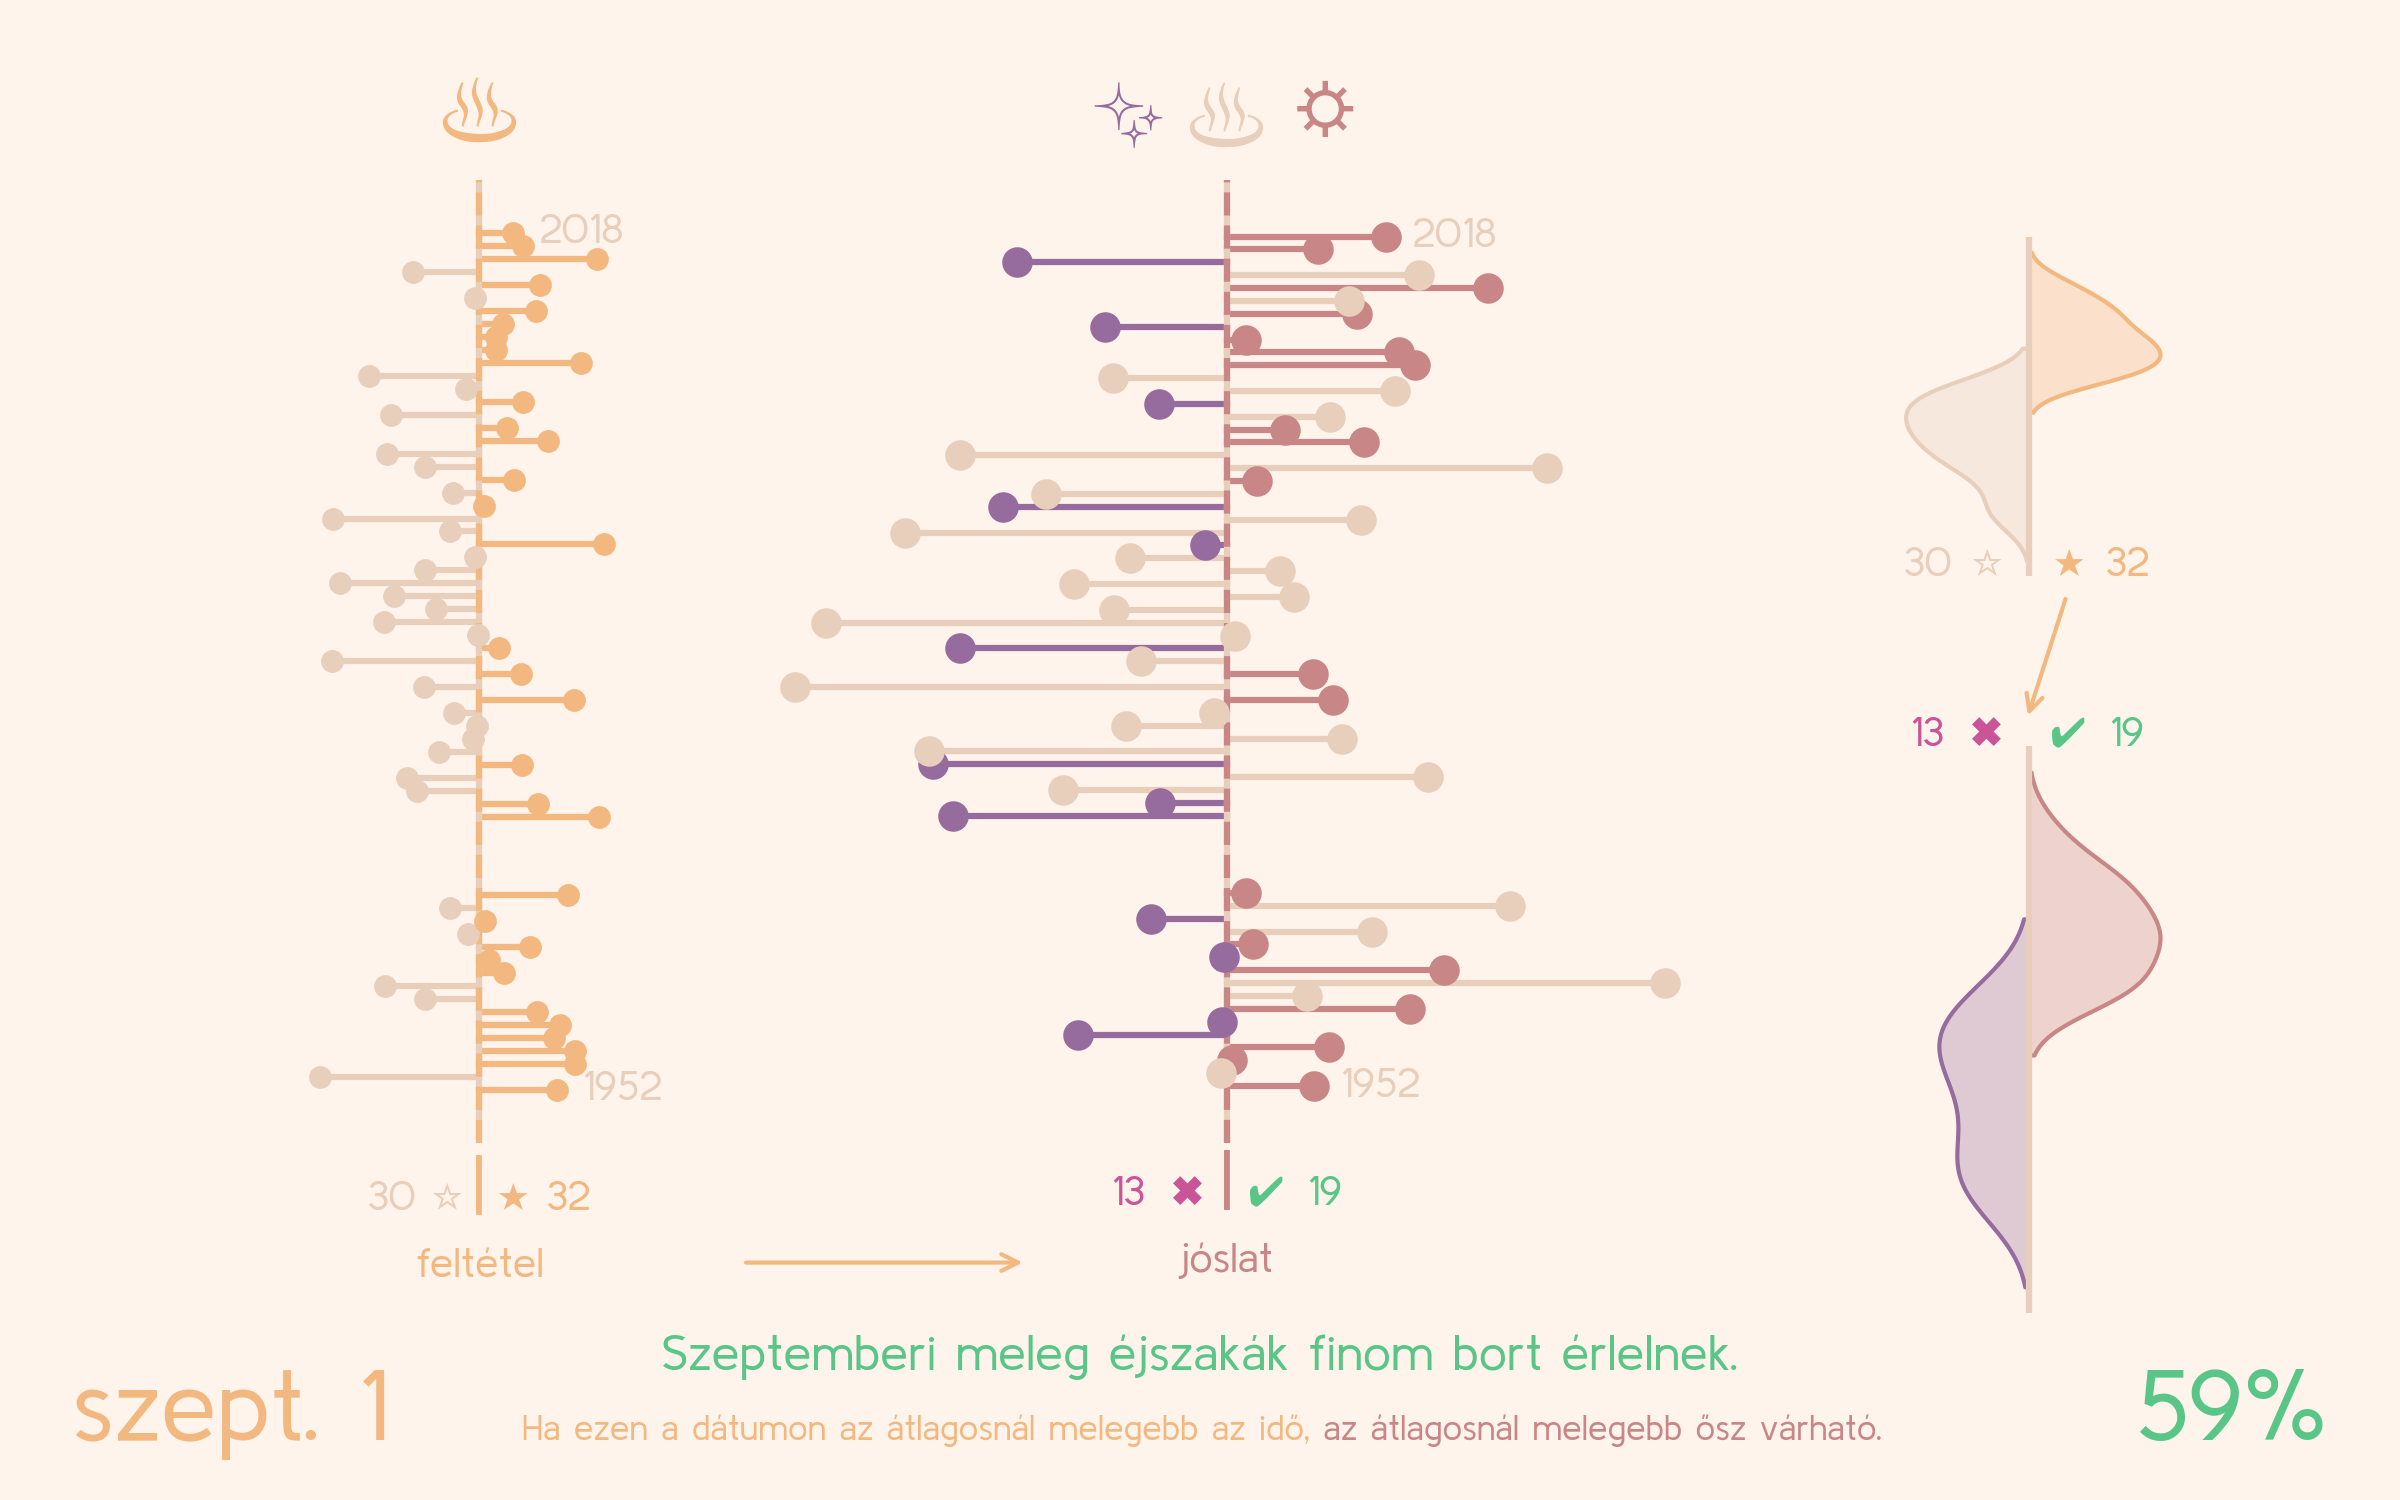 2018
2018
30 ☆ ★ 32
13 ✖ ✔ 19
1952
1952
30 ☆ ★ 32
13 ✖ ✔ 19
feltétel
jóslat
Szeptemberi meleg éjszakák finom bort érlelnek.
szept. 1
Ha ezen a dátumon az átlagosnál melegebb az idő, az átlagosnál melegebb ősz várható.
59%